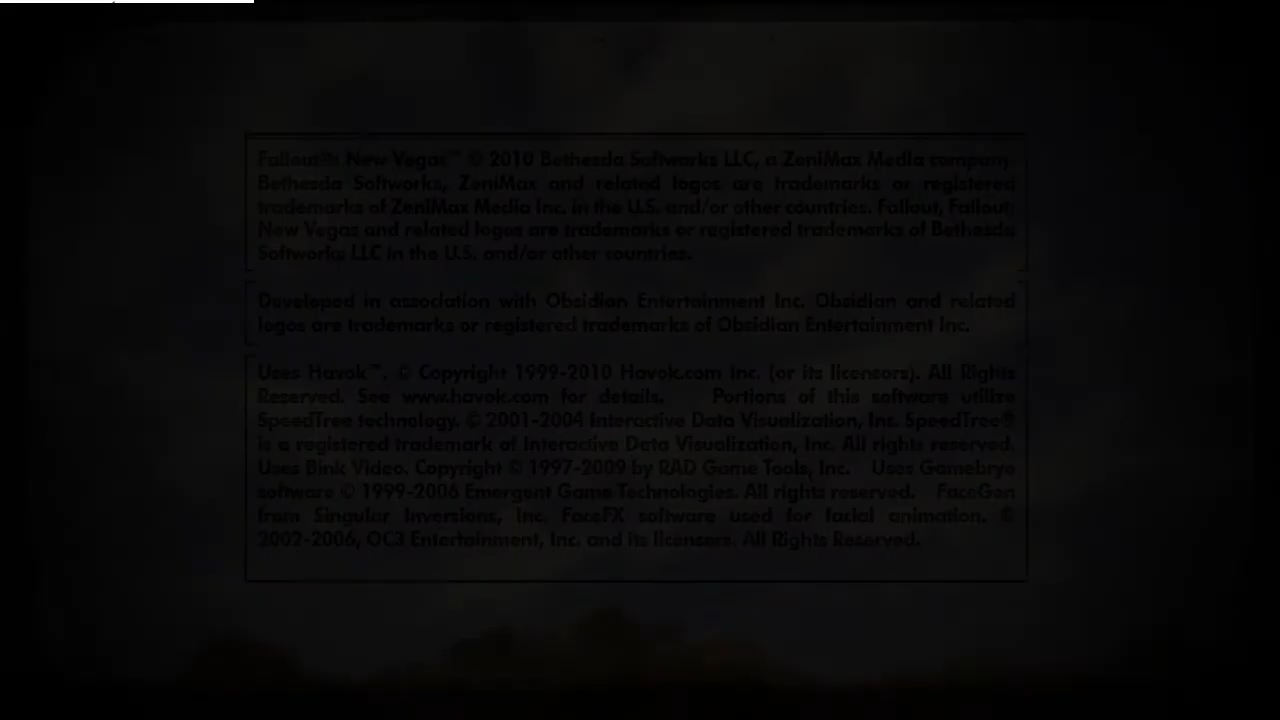 Fallout®: New Vegas™ © 2010 Bethesda Softworks LLC, a ZeniMax Media company.
Bethesda Softworks, ZeniMax and related logos are trademarks or registered
trademarks of ZeniMax Media Inc. in the U.S. and/or other countries. Fallout, Fallout:
New Vegas and related logos are trademarks or registered trademarks of Bethesda
Softworks LLC in the U.S. and/or other countries.
Developed in association with Obsidian Entertainment Inc. Obsidian and related
logos are trademarks or registered trademarks of Obsidian Entertainment Inc.
Uses Havok™. © Copyright 1999-2010 Havok.com Inc. (or its licensors). All Rights
Reserved. See www.havok.com for details. Portions of this software utilize
SpeedTree technology. © 2001-2004 Interactive Data Visualization, Inc. SpeedTree®
is a registered trademark of Interactive Data Visualization, Inc. All rights reserved.
Uses Bink Video. Copyright © 1997-2009 by RAD Game Tools, Inc. Uses Gamebryo
software © 1999-2006 Emergent Game Technologies. All rights reserved. FaceGen
from Singular Inversions, Inc. FaceFX software used for facial animation. ©
2002-2006, OC3 Entertainment, Inc. and its licensers. All Rights Reserved.